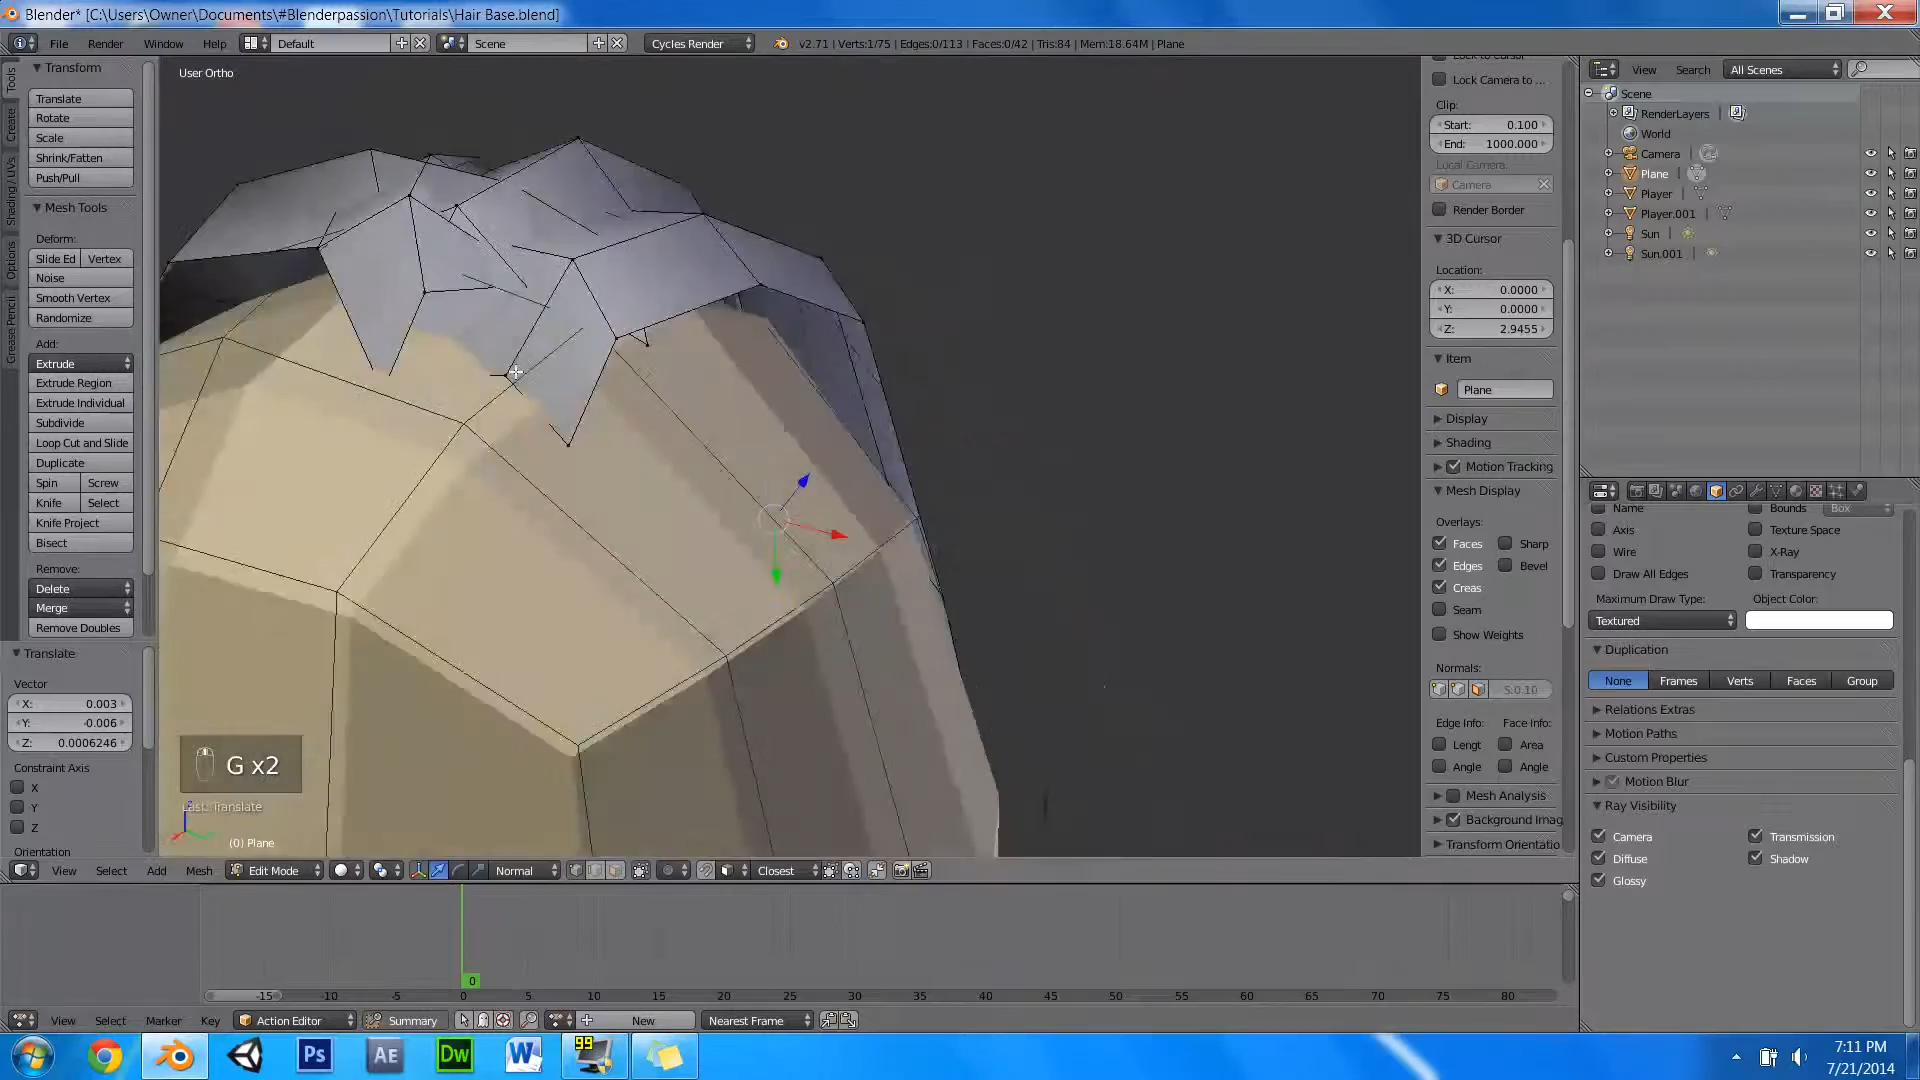 Blender* [C:\Users\Owner\Documents\#Blenderpassion\Tutorials\Hair Base.blend]
File Render Window Help Default Scene Cycles Render v2.71 | Verts:1/75 | Edges:0/113 | Faces:0/42 | Tris:84 | Mem:18.64M | Plane
Tools
Create
Shading / UVs
Options
Grease Pencil
Transform
Translate
Rotate
Scale
Shrink/Fatten
Push/Pull
Mesh Tools
Deform:
Slide Ed Vertex
Noise
Smooth Vertex
Randomize
Add:
Extrude
Extrude Region
Extrude Individual
Subdivide
Loop Cut and Slide
Duplicate
Spin Screw
Knife Select
Knife Project
Bisect
Remove:
Delete
Merge
Remove Doubles
Translate
Vector
X: 0.003
Y: -0.006
Z: 0.0006246
Constraint Axis
X
Y
Z
Orientation
User Ortho
G x2
Last: Translate
(0) Plane
Lock Camera to ...
Clip:
Start: 0.100
End: 1000.000
Local Camera:
Camera
Render Border
3D Cursor
Location:
X: 0.0000
Y: 0.0000
Z: 2.9455
Item
Plane
Display
Shading
Motion Tracking
Mesh Display
Overlays:
Faces Sharp
Edges Bevel
Creas
Seam
Show Weights
Normals:
S:0.10
Edge Info: Face Info:
Lengt Area
Angle Angle
Mesh Analysis
Background Imag
Transform Orientatio
View Search All Scenes
Scene
RenderLayers
World
Camera
Plane
Player
Player.001
Sun
Sun.001
Name Bounds Box
Axis Texture Space
Wire X-Ray
Draw All Edges Transparency
Maximum Draw Type: Object Color:
Textured
Duplication
None Frames Verts Faces Group
Relations Extras
Motion Paths
Custom Properties
Motion Blur
Ray Visibility
Camera Transmission
Diffuse Shadow
Glossy
View Select Add Mesh Edit Mode Normal Closest
0
-15 -10 -5 0 5 10 15 20 25 30 35 40 45 50 55 60 65 70 75 80
View Select Marker Key Action Editor Summary New Nearest Frame
Ps AE Dw W 99
7:11 PM
7/21/2014